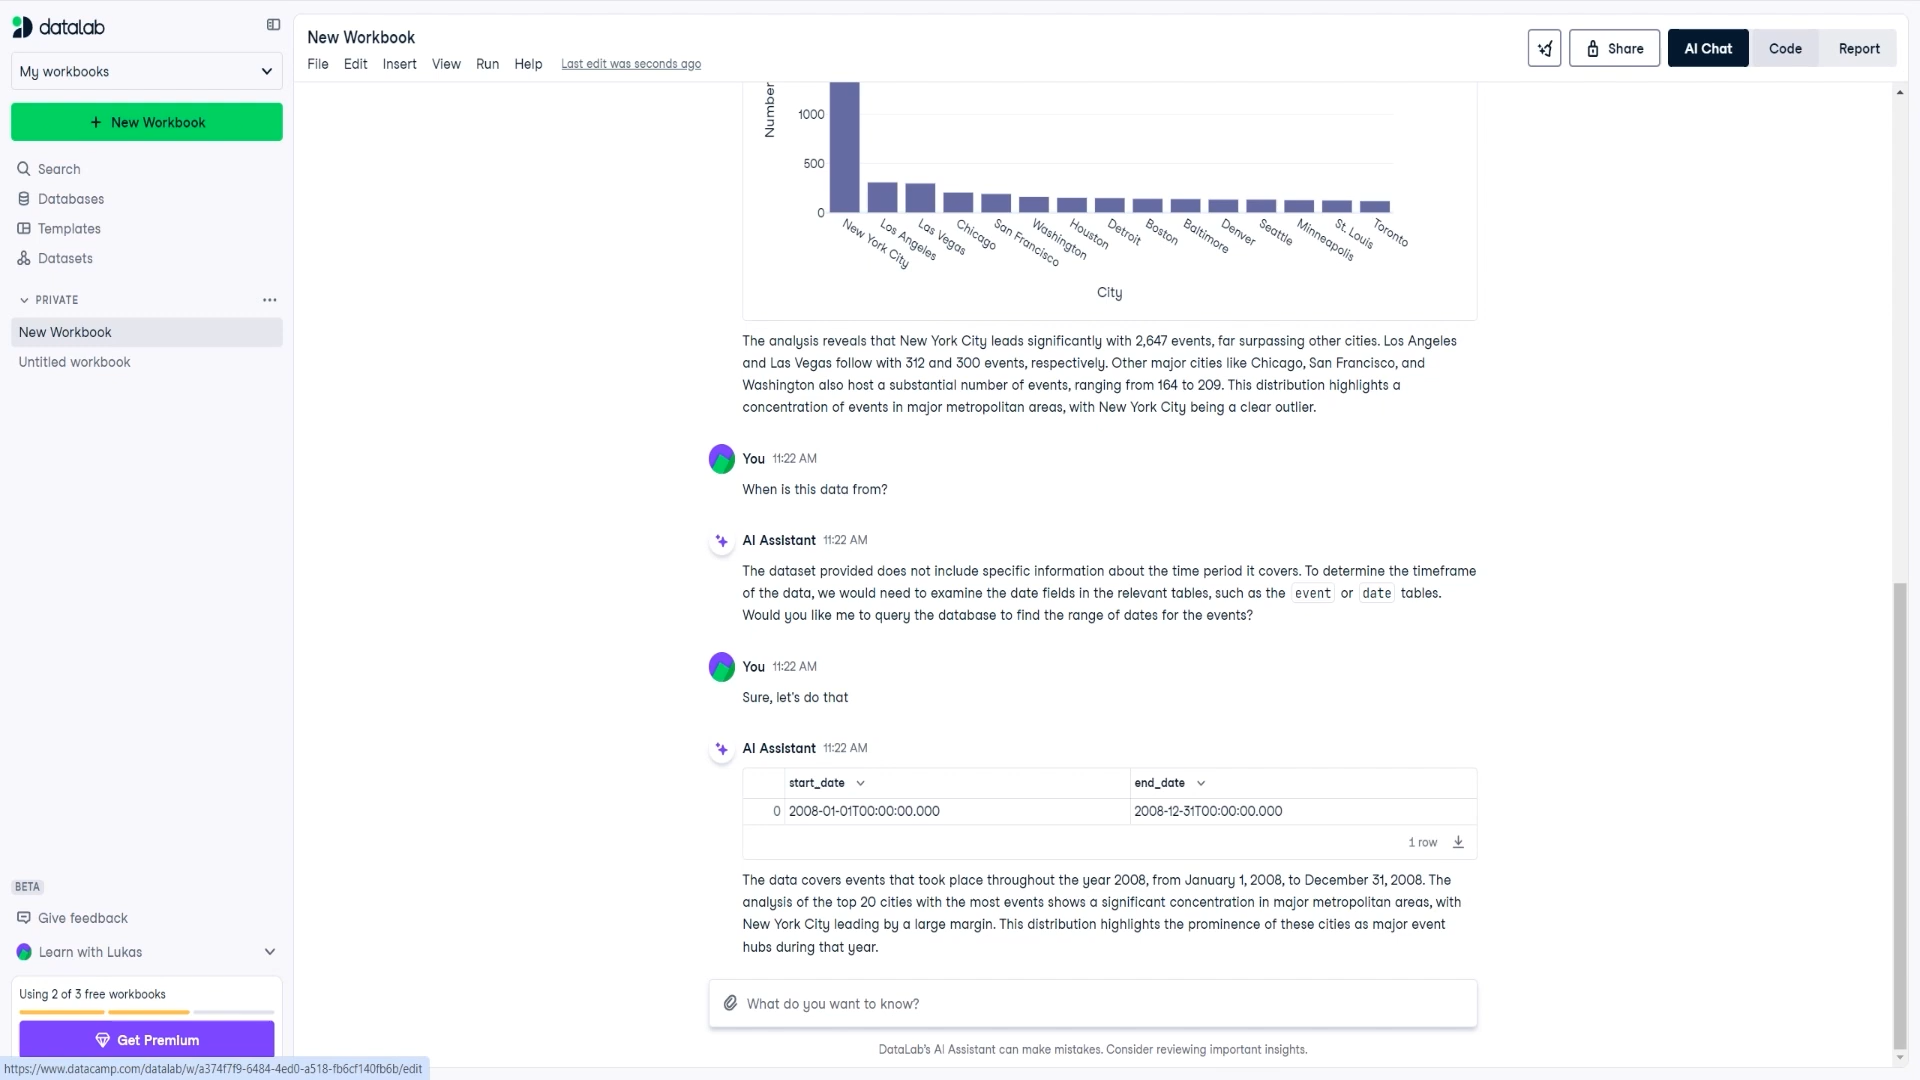 datalab
My workbooks
+ New Workbook
Search
Databases
Templates
Datasets
PRIVATE
New Workbook
Untitled workbook
BETA
Give feedback
Learn with Lukas
Using 2 of 3 free workbooks
Get Premium
https://www.datacamp.com/datalab/w/a374f7f9-6484-4ed0-a518-fb6cf140fb6b/edit
New Workbook
File Edit Insert View Run Help Last edit was seconds ago
Share AI Chat Code Report
Number
1000
500
0
New York City
Los Angeles
Las Vegas
Chicago
San Francisco
Washington
Houston
Detroit
Boston
Baltimore
Denver
Seattle
Minneapolis
St. Louis
Toronto
City
The analysis reveals that New York City leads significantly with 2,647 events, far surpassing other cities. Los Angeles
and Las Vegas follow with 312 and 300 events, respectively. Other major cities like Chicago, San Francisco, and
Washington also host a substantial number of events, ranging from 164 to 209. This distribution highlights a
concentration of events in major metropolitan areas, with New York City being a clear outlier.
You 11:22 AM
When is this data from?
AI Assistant 11:22 AM
The dataset provided does not include specific information about the time period it covers. To determine the timeframe
of the data, we would need to examine the date fields in the relevant tables, such as the event or date tables.
Would you like me to query the database to find the range of dates for the events?
You 11:22 AM
Sure, let's do that
AI Assistant 11:22 AM
start_date end_date
0 2008-01-01T00:00:00.000 2008-12-31T00:00:00.000
1 row
The data covers events that took place throughout the year 2008, from January 1, 2008, to December 31, 2008. The
analysis of the top 20 cities with the most events shows a significant concentration in major metropolitan areas, with
New York City leading by a large margin. This distribution highlights the prominence of these cities as major event
hubs during that year.
What do you want to know?
DataLab's AI Assistant can make mistakes. Consider reviewing important insights.